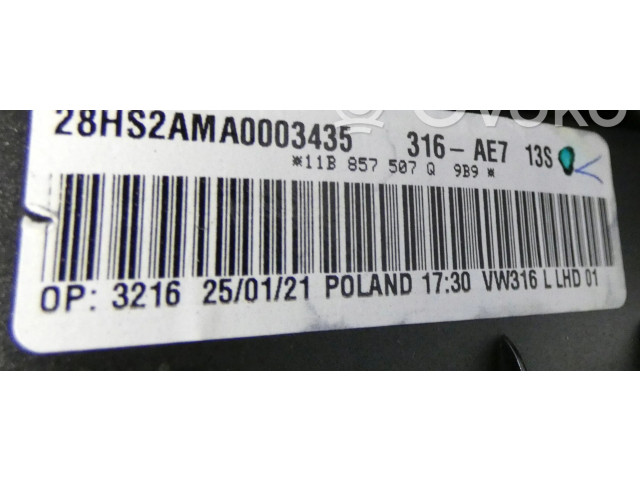 28HS2AMA0003435 316-AE7 13S
*11B 857 507 Q 9B9 *
OP: 3216 25/01/21 POLAND 17:30 VW316 L LHD 01